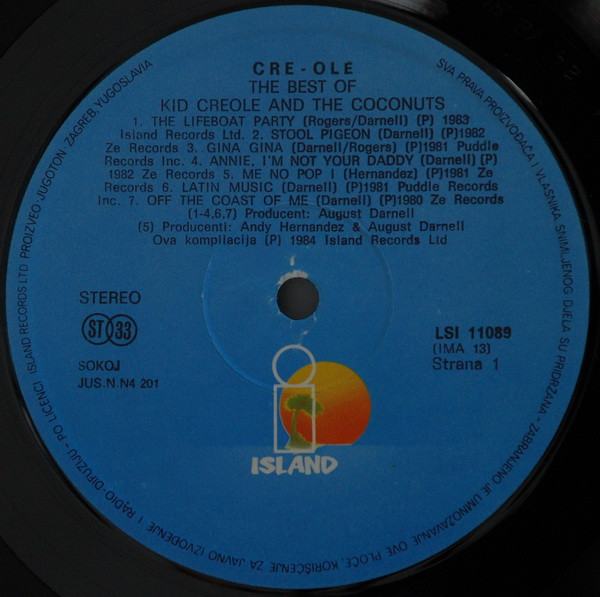 CRE-OLE
THE BEST OF
KID CREOLE AND THE COCONUTS
1. THE LIFEBOAT PARTY (Rogers/Darnell) (P) 1983
Island Records Ltd. 2. STOOL PIGEON (Darnell) (P)1982
Ze Records 3. GINA GINA (Darnell/Rogers) (P)1981 Puddle
Records Inc. 4. ANNIE, I'M NOT YOUR DADDY (Darnell) (P)
1982 Ze Records 5. ME NO POP I (Hernandez) (P)1981 Ze
Records 6. LATIN MUSIC (Darnell) (P)1981 Puddle Records
Inc. 7. OFF THE COAST OF ME (Darnell) (P)1980 Ze Records
(1-4,6,7) Producent: August Darnell
(5) Producenti: Andy Hernandez & August Darnell
Ova kompilacija (P) 1984 Island Records Ltd
STEREO
ST 33
SOKOJ
JUS.N.N4 201
LSI 11089
(IMA 13)
Strana 1
ISLAND
SVA PRAVA PROIZVOĐAČA I VLASNIKA SNIMLJENOG DJELA SU PRIDRŽANA - ZABRANJENO JE UMNOŽAVANJE OVE PLOČE, KORIŠĆENJE ZA JAVNO IZVOĐENJE I RADIO-DIFUZIJU - PO LICENCI ISLAND RECORDS LTD PROIZVEO JUGOTON - ZAGREB, YUGOSLAVIA